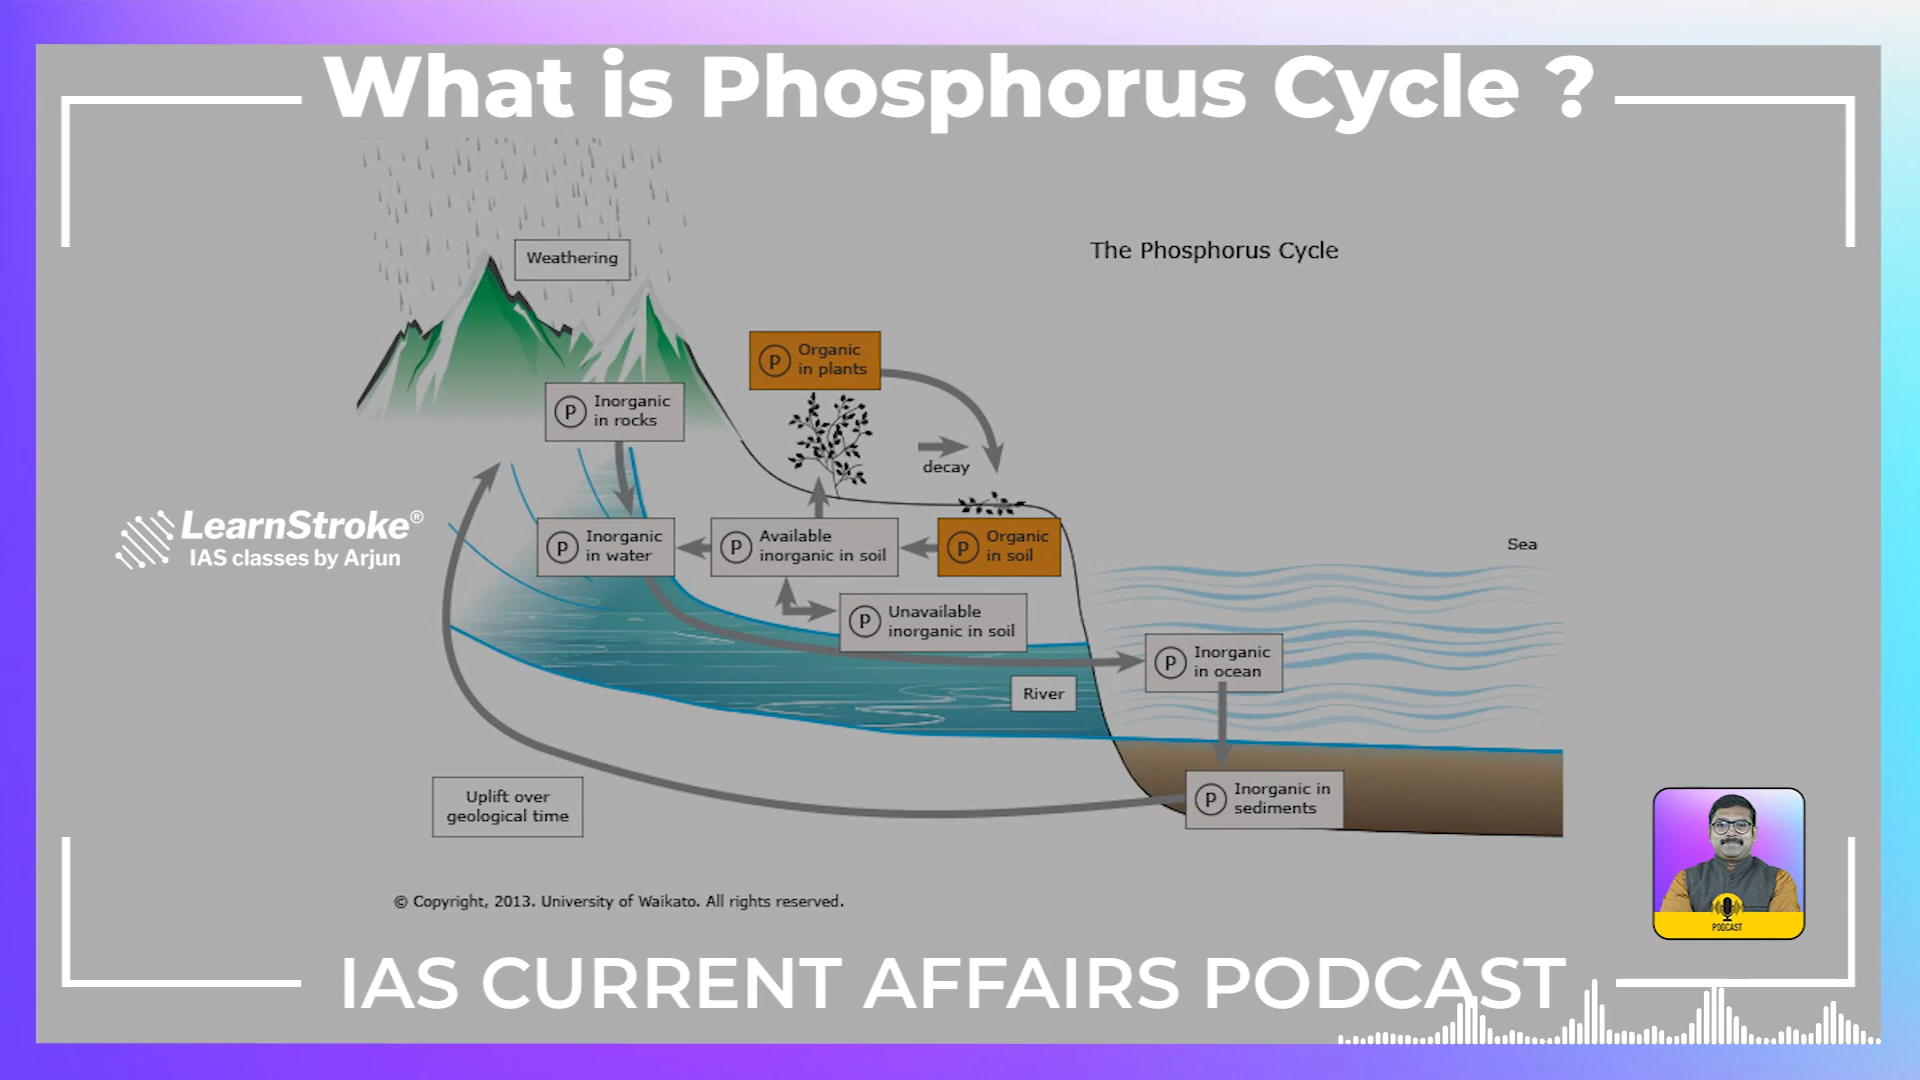 What is Phosphorus Cycle ?
Weathering
The Phosphorus Cycle
P Organic
in plants
P Inorganic
in rocks
decay
LearnStroke®
IAS classes by Arjun
P Inorganic
in water
P Available
inorganic in soil
P Organic
in soil
Sea
P Unavailable
inorganic in soil
P Inorganic
in ocean
River
Uplift over
geological time
P Inorganic in
sediments
© Copyright, 2013. University of Waikato. All rights reserved.
PODCAST
IAS CURRENT AFFAIRS PODCAST